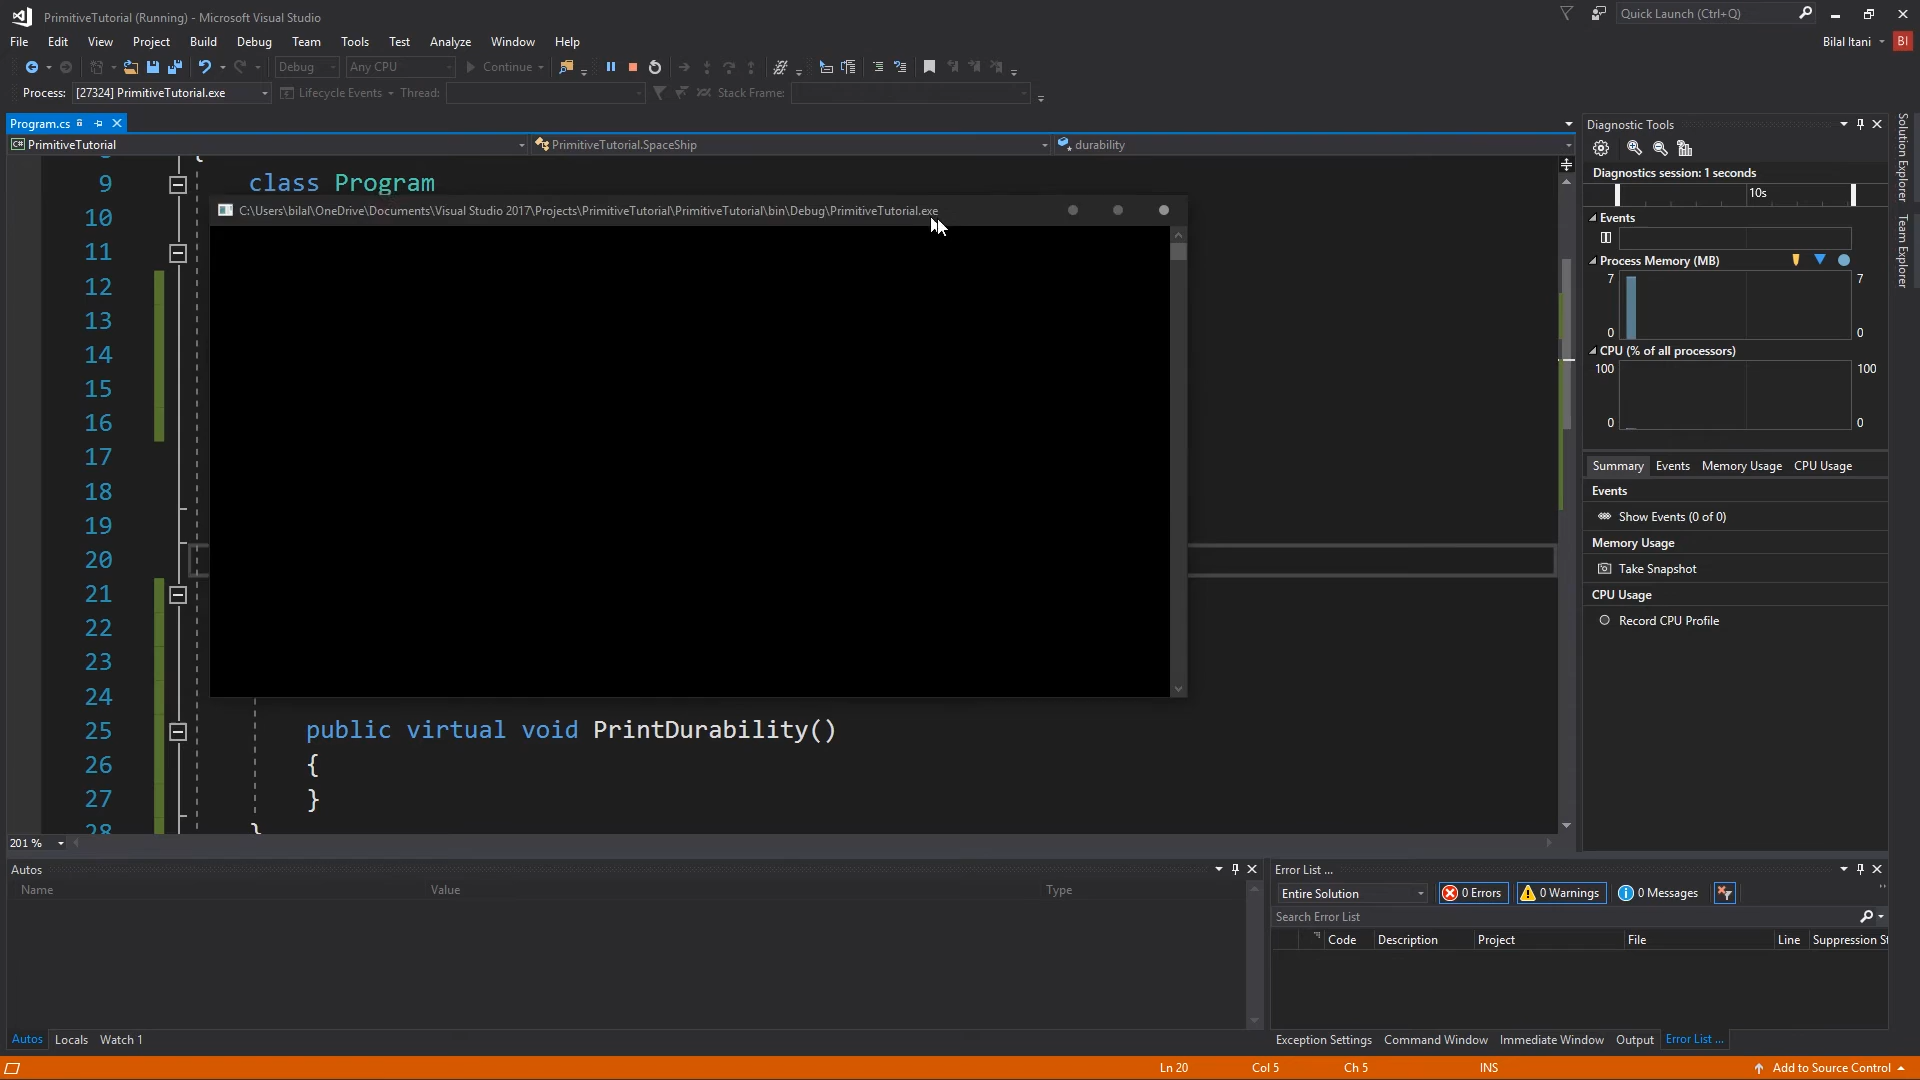 PrimitiveTutorial (Running) - Microsoft Visual Studio
Quick Launch (Ctrl+Q)
File Edit View Project Build Debug Team Tools Test Analyze Window Help
Bilal Itani BI
Debug Any CPU Continue
Process: [27324] PrimitiveTutorial.exe Lifecycle Events Thread: Stack Frame:
Program.cs
PrimitiveTutorial PrimitiveTutorial.SpaceShip durability
9 class Program
C:\Users\bilal\OneDrive\Documents\Visual Studio 2017\Projects\PrimitiveTutorial\PrimitiveTutorial\bin\Debug\PrimitiveTutorial.exe
10
11
12
13
14
15
16
17
18
19
20
21
22
23
24
25 public virtual void PrintDurability()
26 {
27 }
28 }
201 %
Diagnostic Tools
Diagnostics session: 1 seconds
10s
Events
Process Memory (MB)
7 7
0 0
CPU (% of all processors)
100 100
0 0
Summary Events Memory Usage CPU Usage
Events
Show Events (0 of 0)
Memory Usage
Take Snapshot
CPU Usage
Record CPU Profile
Solution Explorer
Team Explorer
Autos
Name Value Type
Autos Locals Watch 1
Error List ...
Entire Solution 0 Errors 0 Warnings 0 Messages
Search Error List
Code Description Project File Line Suppression St
Exception Settings Command Window Immediate Window Output Error List ...
Ln 20 Col 5 Ch 5 INS Add to Source Control